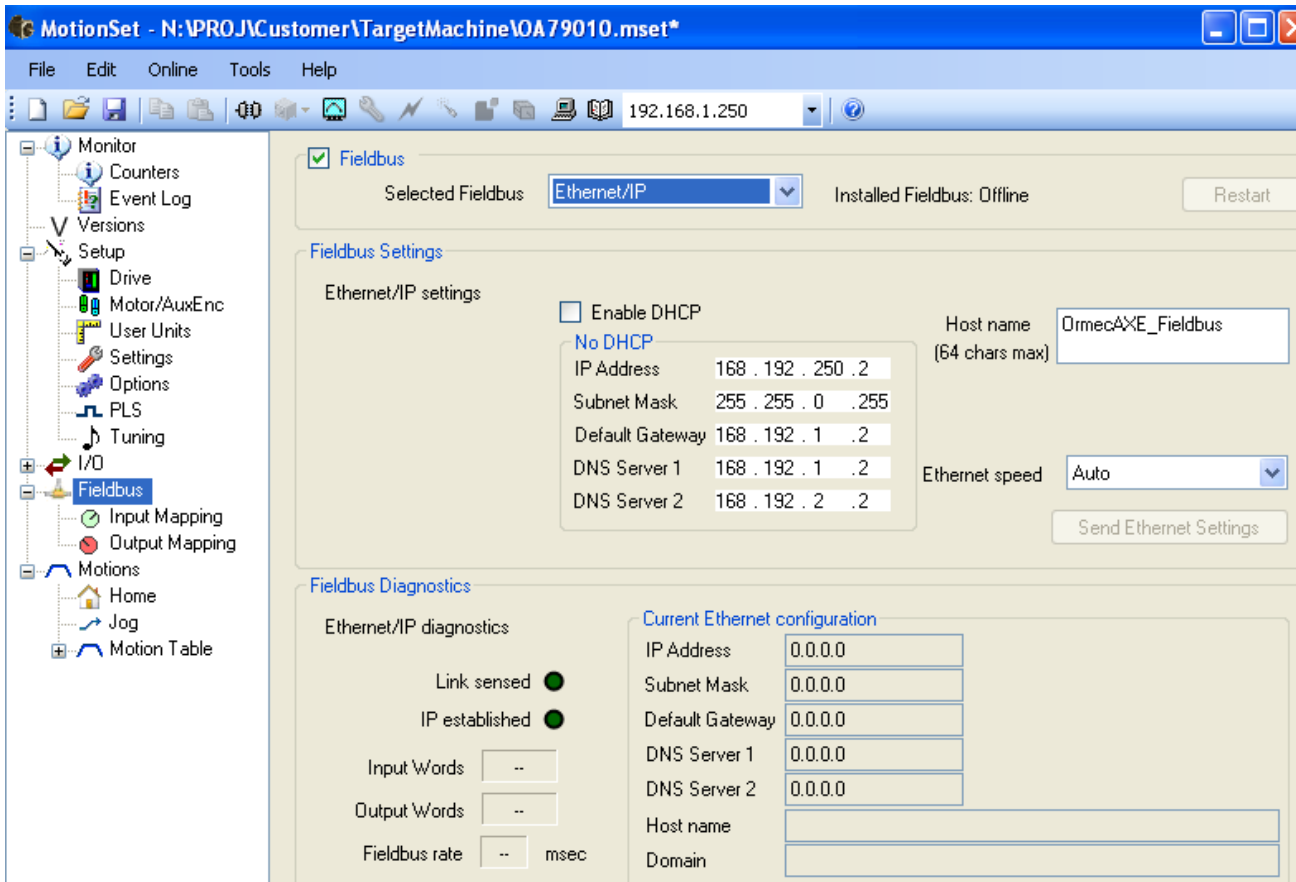 MotionSet - N:\PROJ\Customer\TargetMachine\OA79010.mset*
File Edit Online Tools Help
192.168.1.250
Monitor
Counters
Event Log
Versions
Setup
Drive
Motor/AuxEnc
User Units
Settings
Options
PLS
Tuning
I/O
Fieldbus
Input Mapping
Output Mapping
Motions
Home
Jog
Motion Table
Fieldbus
Selected Fieldbus Ethernet/IP Installed Fieldbus: Offline Restart
Fieldbus Settings
Ethernet/IP settings
Enable DHCP
No DHCP
IP Address 168 . 192 . 250 . 2
Subnet Mask 255 . 255 . 0 . 255
Default Gateway 168 . 192 . 1 . 2
DNS Server 1 168 . 192 . 1 . 2
DNS Server 2 168 . 192 . 2 . 2
Host name OrmecAXE_Fieldbus
(64 chars max)
Ethernet speed Auto
Send Ethernet Settings
Fieldbus Diagnostics
Ethernet/IP diagnostics
Link sensed
IP established
Input Words --
Output Words --
Fieldbus rate -- msec
Current Ethernet configuration
IP Address 0.0.0.0
Subnet Mask 0.0.0.0
Default Gateway 0.0.0.0
DNS Server 1 0.0.0.0
DNS Server 2 0.0.0.0
Host name
Domain